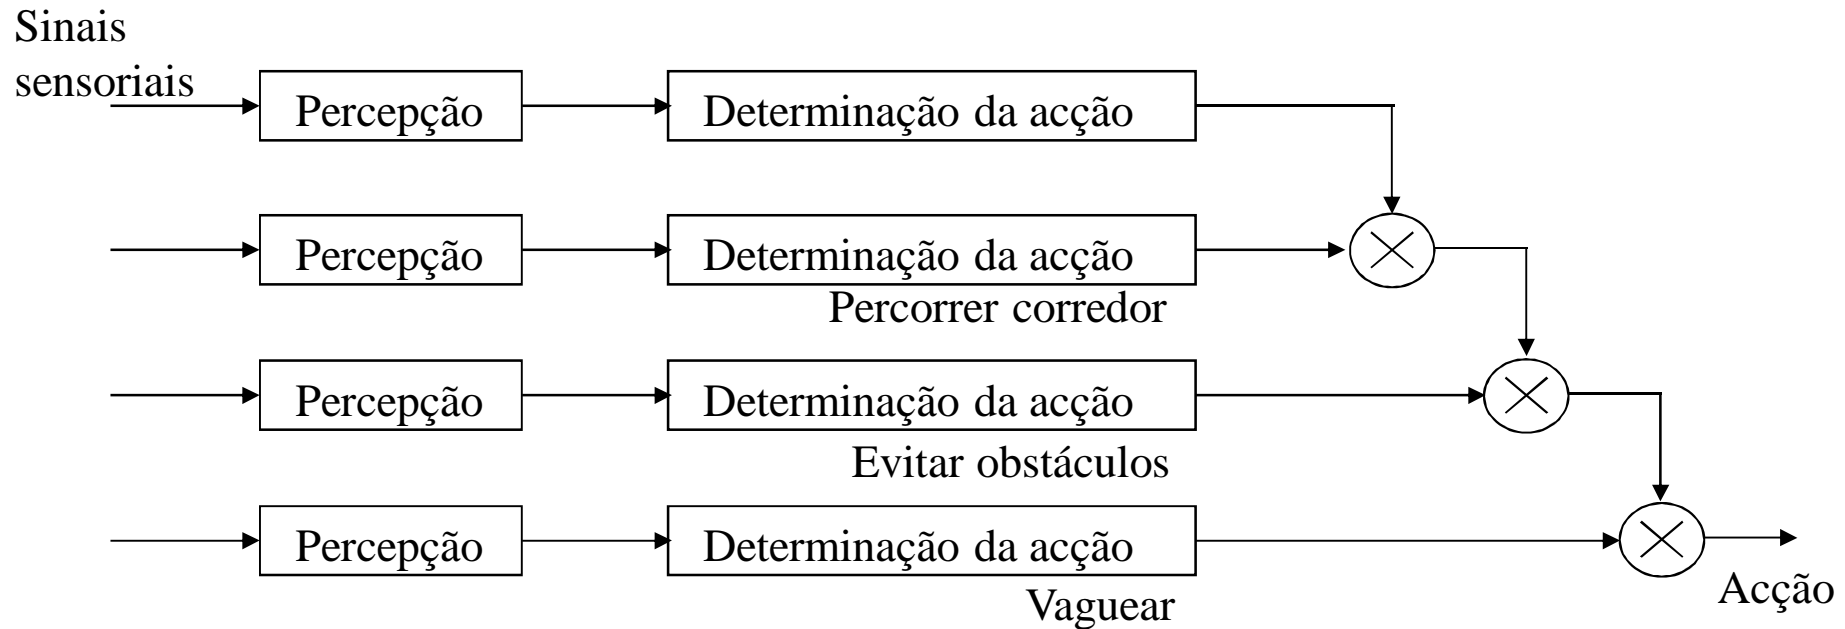 Sinais
sensoriais
Percepção
Determinação da acção
Percepção
Determinação da acção
Percorrer corredor
Percepção
Determinação da acção
Evitar obstáculos
Percepção
Determinação da acção
Vaguear
Acção